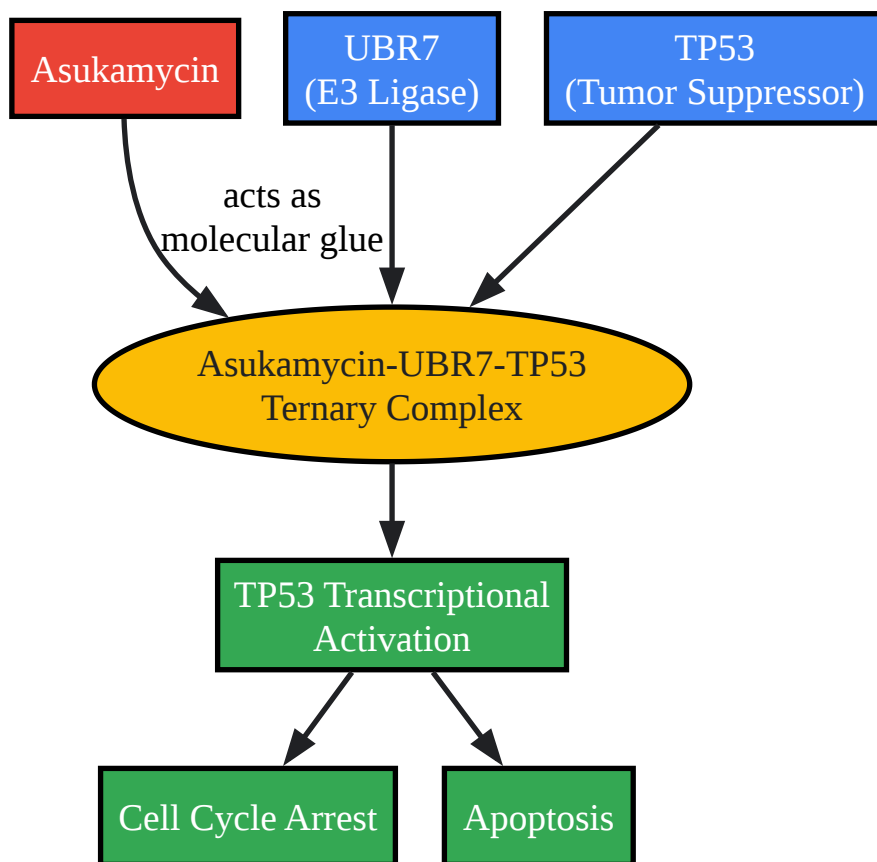 Asukamycin
UBR7
(E3 Ligase)
TP53
(Tumor Suppressor)
acts as
molecular glue
Asukamycin-UBR7-TP53
Ternary Complex
TP53 Transcriptional
Activation
Cell Cycle Arrest
Apoptosis